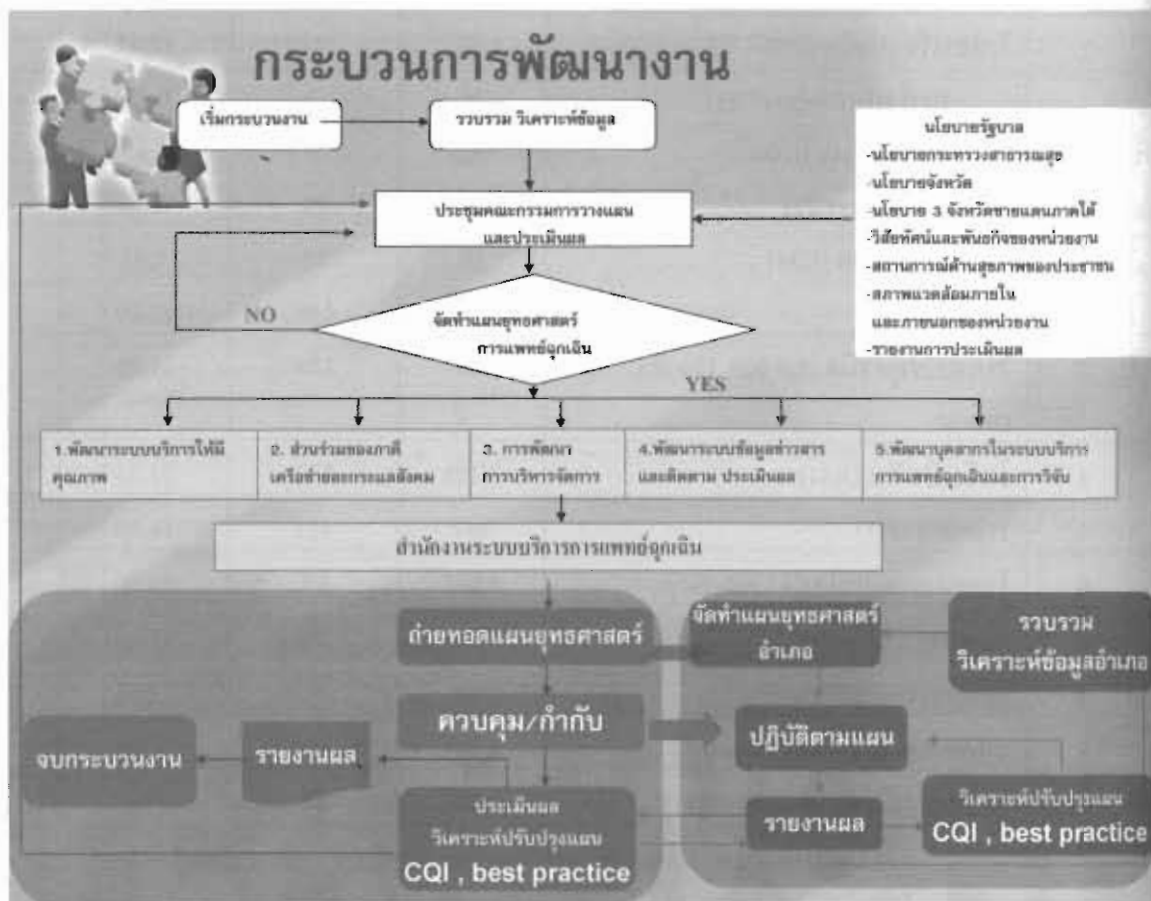 กระบวนการพัฒนางาน
เริ่มกระบวนงาน
รวบรวม วิเคราะห์ข้อมูล
นโยบายรัฐบาล
-นโยบายกระทรวงสาธารณสุข
-นโยบายจังหวัด
-นโยบาย 3 จังหวัดชายแดนภาคใต้
-วิสัยทัศน์และพันธกิจของหน่วยงาน
-สถานการณ์ด้านสุขภาพของประชาชน
-สภาพแวดล้อมภายใน
และภายนอกของหน่วยงาน
-รายงานการประเมินผล
ประชุมคณะกรรมการวางแผน
และประเมินผล
NO
จัดทำแผนยุทธศาสตร์
การแพทย์ฉุกเฉิน
YES
1.พัฒนาระบบบริการให้มี
คุณภาพ
2. ส่วนร่วมของภาคี
เครือข่ายและกระแสสังคม
3. การพัฒนา
การบริหารจัดการ
4.พัฒนาระบบข้อมูลข่าวสาร
และติดตาม ประเมินผล
5.พัฒนาบุคลากรในระบบบริการ
การแพทย์ฉุกเฉินและการวิจัย
สำนักงานระบบบริการการแพทย์ฉุกเฉิน
ถ่ายทอดแผนยุทธศาสตร์
จัดทำแผนยุทธศาสตร์
อำเภอ
รวบรวม
วิเคราะห์ข้อมูลอำเภอ
ควบคุม/กำกับ
ปฏิบัติตามแผน
จบกระบวนงาน
รายงานผล
ประเมินผล
วิเคราะห์ปรับปรุงแผน
CQI , best practice
รายงานผล
วิเคราะห์ปรับปรุงแผน
CQI , best practice